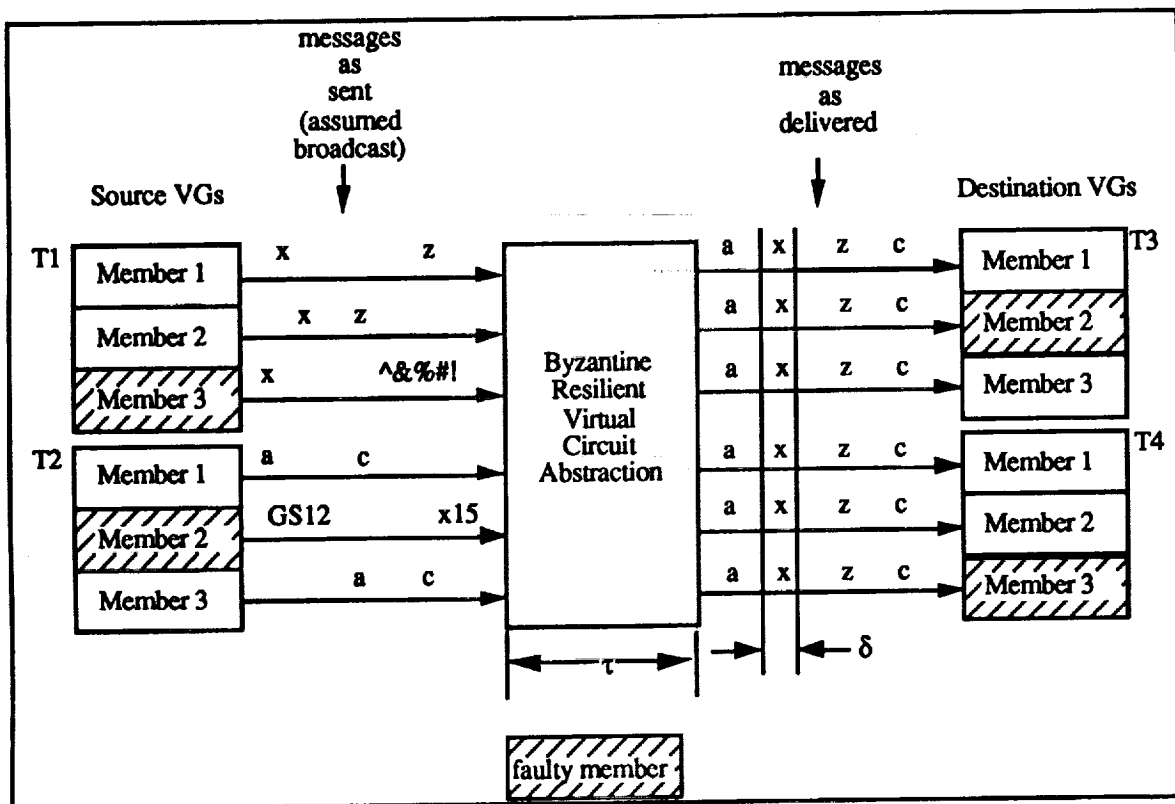 messages
as
sent
(assumed
broadcast)
messages
as
delivered
Source VGs
Destination VGs
T1
Member 1
x z
Member 2
x z
Member 3
x ^&%#!
T2
Member 1
a c
Member 2
GS12 x15
Member 3
a c
Byzantine
Resilient
Virtual
Circuit
Abstraction
a x z c
a x z c
a x z c
a x z c
a x z c
a x z c
T3
Member 1
Member 2
Member 3
T4
Member 1
Member 2
Member 3
τ
δ
faulty member